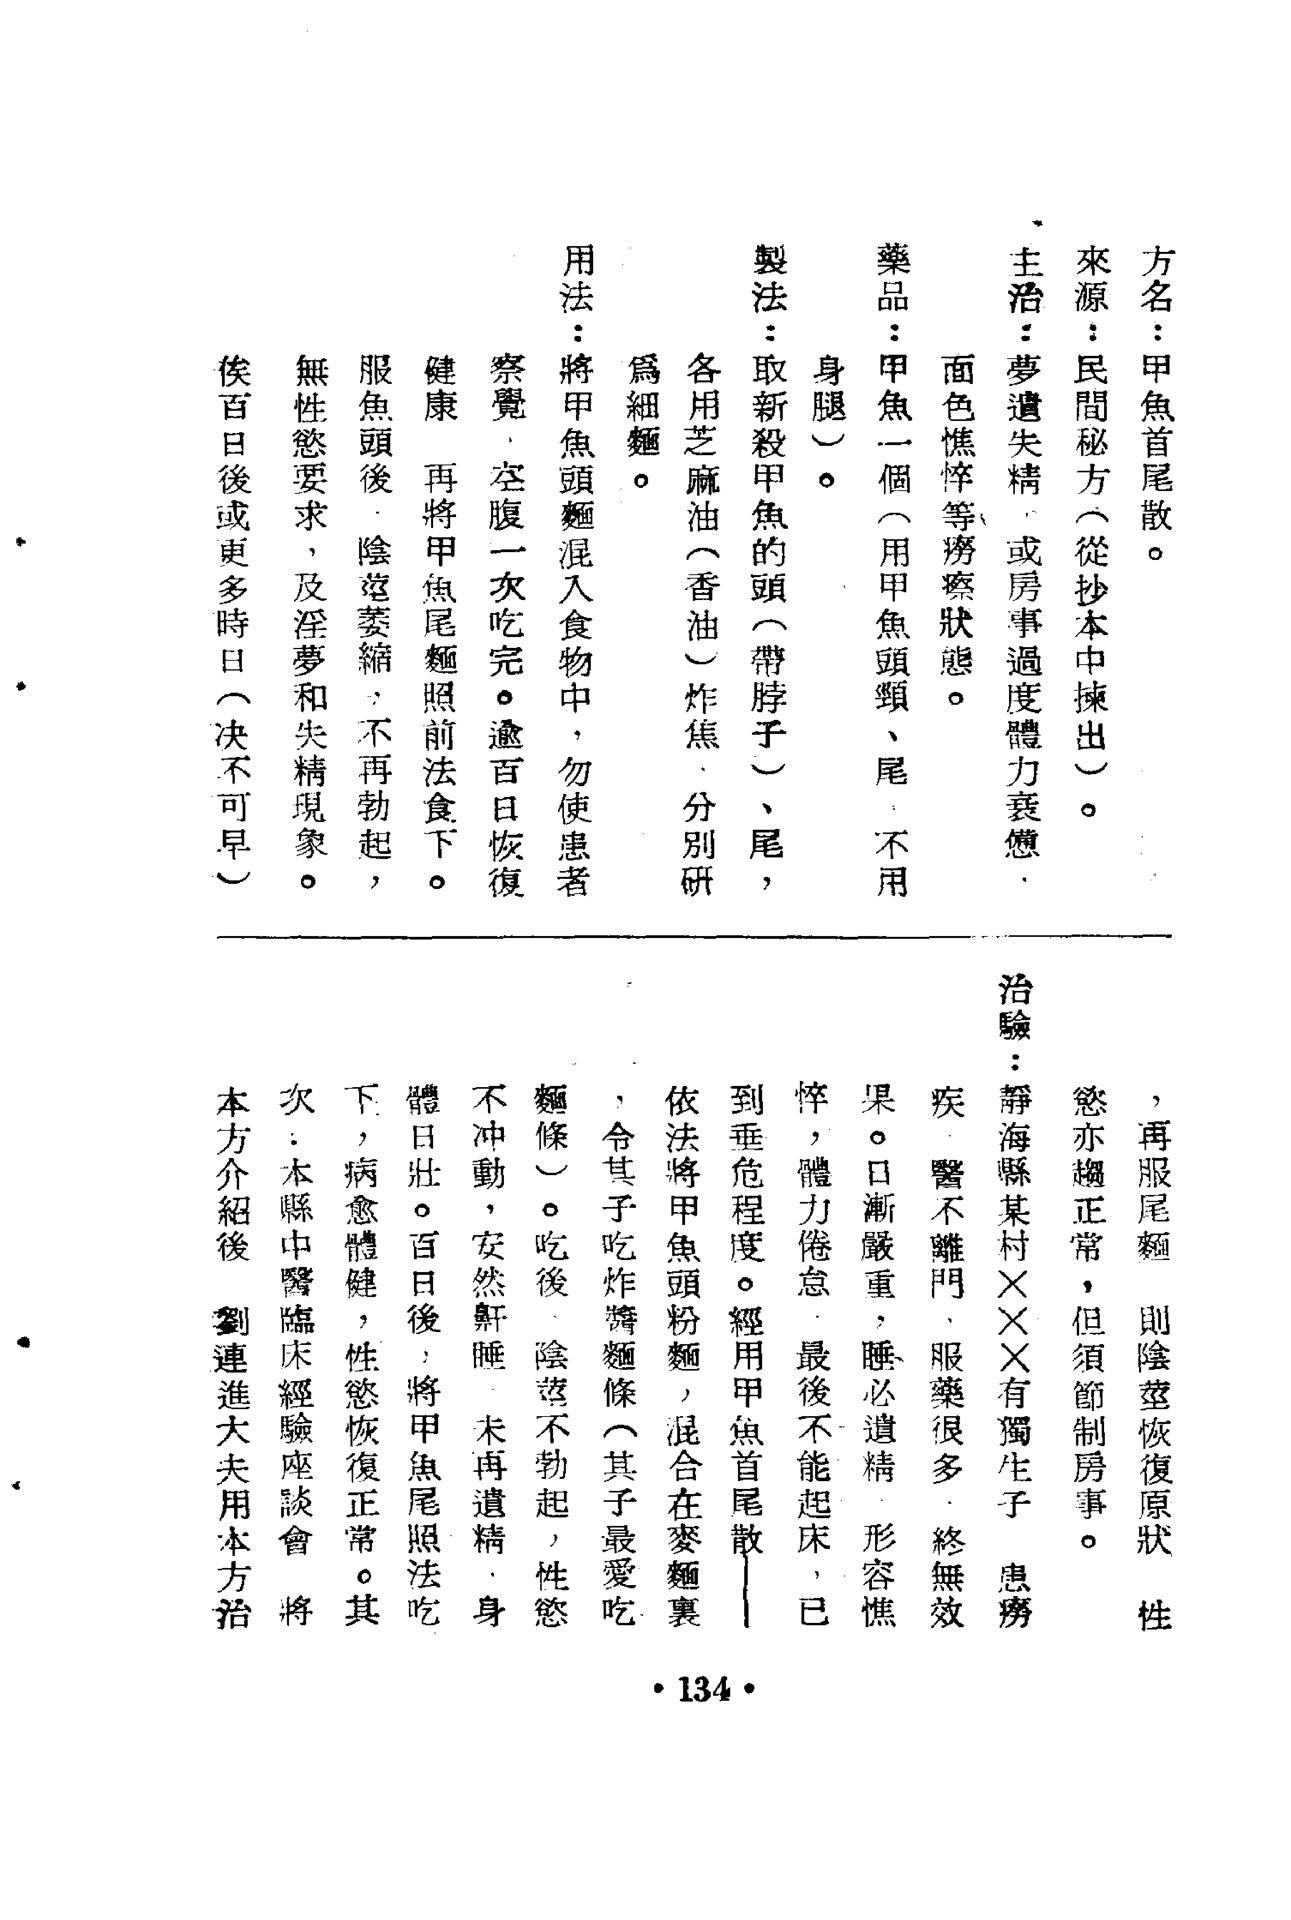 方名：甲魚首尾散。
來源：民間秘方（從抄本中揀出）。
主治：夢遺失精，或房事過度體力衰憊，
面色憔悴等癆瘵狀態。
藥品：甲魚一個（用甲魚頭頸、尾，不用
身腿）。
製法：取新殺甲魚的頭（帶脖子）、尾，
各用芝麻油（香油）炸焦，分別研
爲細麵。
用法：將甲魚頭麵混入食物中，勿使患者
察覺，空腹一次吃完。逾百日恢復
健康　再將甲魚尾麵照前法食下。
服魚頭後，陰莖萎縮，不再勃起，
無性慾要求，及淫夢和失精現象。
俟百日後或更多時日（决不可早）
，再服尾麵　則陰莖恢復原狀　性
慾亦趨正常，但須節制房事。
治驗：靜海縣某村×××有獨生子　患癆
疾，醫不離門，服藥很多，終無效
果。日漸嚴重，睡必遺精，形容憔
悴，體力倦怠，最後不能起床，已
到垂危程度。經用甲魚首尾散——
依法將甲魚頭粉麵，混合在麥麵裏
，令其子吃炸醬麵條（其子最愛吃
麵條）。吃後，陰莖不勃起，性慾
不冲動，安然鼾睡，未再遺精，身
體日壯。百日後，將甲魚尾照法吃
下，病愈體健，性慾恢復正常。其
次：本縣中醫臨床經驗座談會　將
本方介紹後　劉連進大夫用本方治
• 134 •